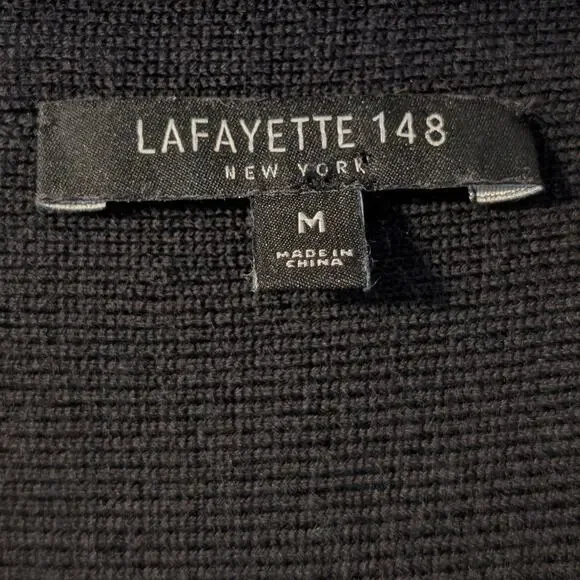 LAFAYETTE 148
NEW YORK
M
MADE IN
CHINA